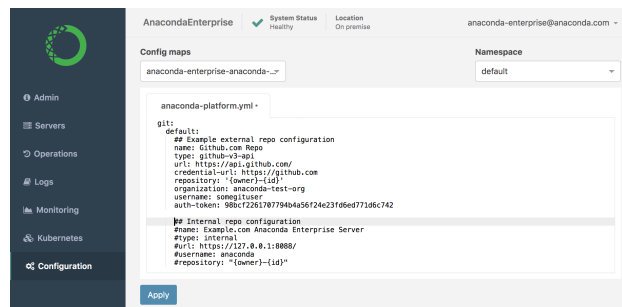 AnacondaEnterprise
System Status
Healthy
Location
On premise
anaconda-enterprise@anaconda.com
Config maps
Namespace
anaconda-enterprise-anaconda-...
default
Admin
Servers
Operations
Logs
Monitoring
Kubernetes
Configuration
anaconda-platform.yml •
git:
default:
## Example external repo configuration
name: Github.com Repo
type: github-v3-api
url: https://api.github.com/
credential-url: https://github.com
repository: '{owner}-{id}'
organization: anaconda-test-org
username: somegituser
auth-token: 98bcf2261707794b4a56f24e23fd6ed771d6c742
## Internal repo configuration
#name: Example.com Anaconda Enterprise Server
#type: internal
#url: https://127.0.0.1:8088/
#username: anaconda
#repository: "{owner}-{id}"
Apply